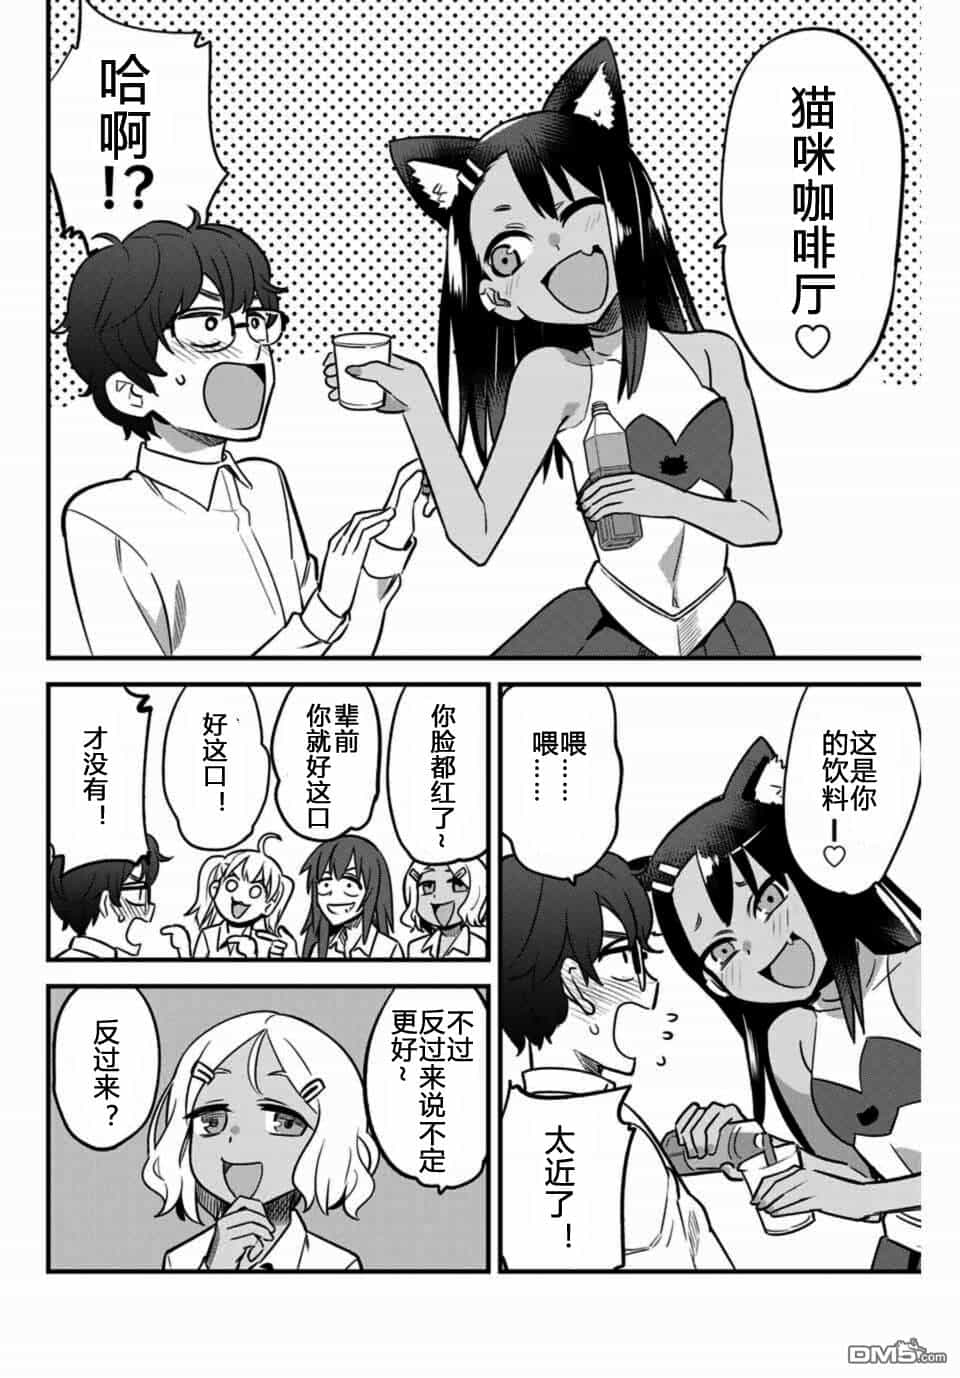 猫咪咖啡厅♡
哈啊!?
这是你
的饮料ー♡
喂喂
……
太近了！
你脸都红了~
辈前
你就好这口
好这口！
才没有！
不过
反过来说不定
更好~
反过来？
DM5.com